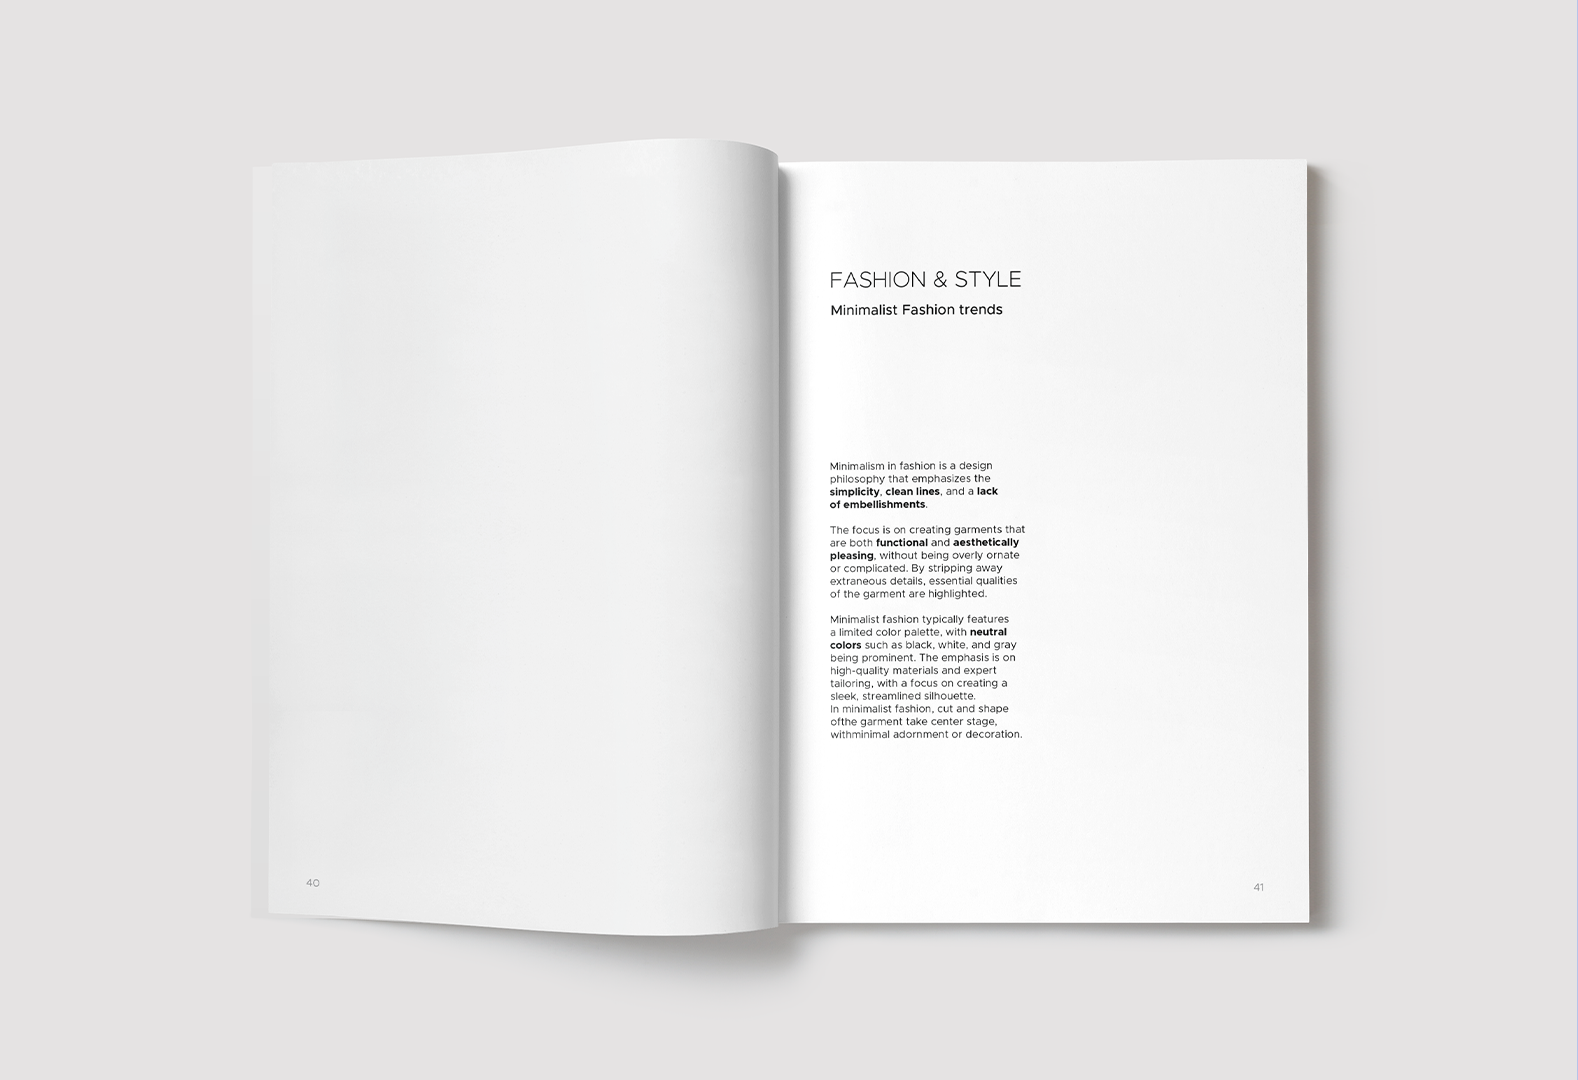 FASHION & STYLE
Minimalist Fashion trends
Minimalism in fashion is a design
philosophy that emphasizes the
simplicity, clean lines, and a lack
of embellishments.
The focus is on creating garments that
are both functional and aesthetically
pleasing, without being overly ornate
or complicated. By stripping away
extraneous details, essential qualities
of the garment are highlighted.
Minimalist fashion typically features
a limited color palette, with neutral
colors such as black, white, and gray
being prominent. The emphasis is on
high-quality materials and expert
tailoring, with a focus on creating a
sleek, streamlined silhouette.
In minimalist fashion, cut and shape
ofthe garment take center stage,
withminimal adornment or decoration.
40
41